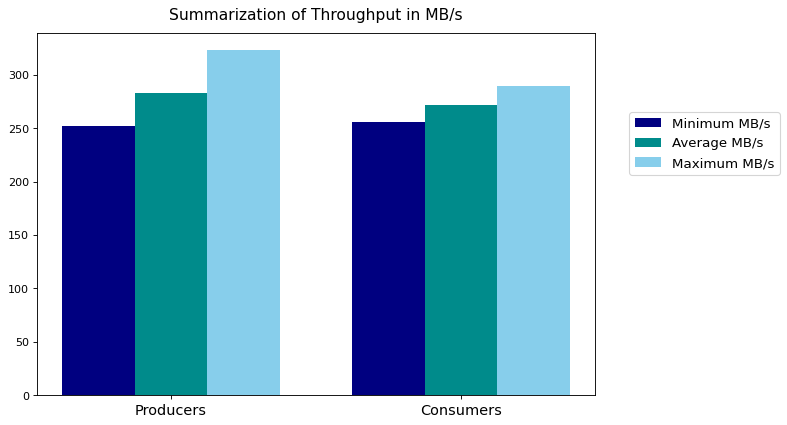 Summarization of Throughput in MB/s
300
250
200
150
100
50
0
Producers
Consumers
Minimum MB/s
Average MB/s
Maximum MB/s